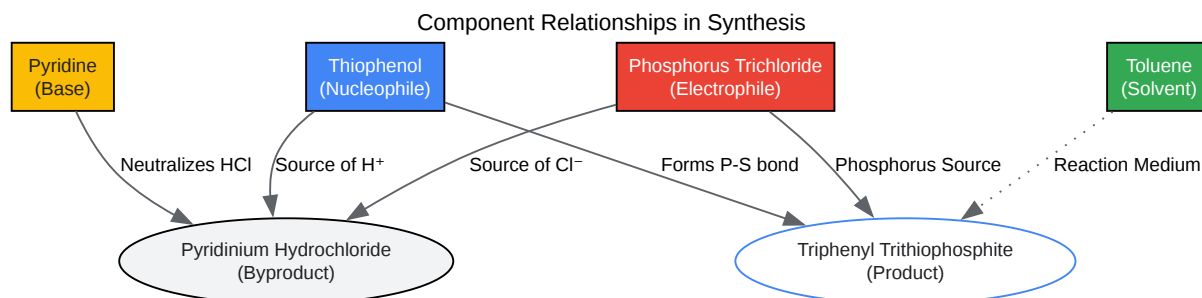 Component Relationships in Synthesis
Pyridine
(Base)
Thiophenol
(Nucleophile)
Phosphorus Trichloride
(Electrophile)
Toluene
(Solvent)
Neutralizes HCl
Source of H⁺
Source of Cl⁻
Forms P-S bond
Phosphorus Source
Reaction Medium
Pyridinium Hydrochloride
(Byproduct)
Triphenyl Trithiophosphite
(Product)